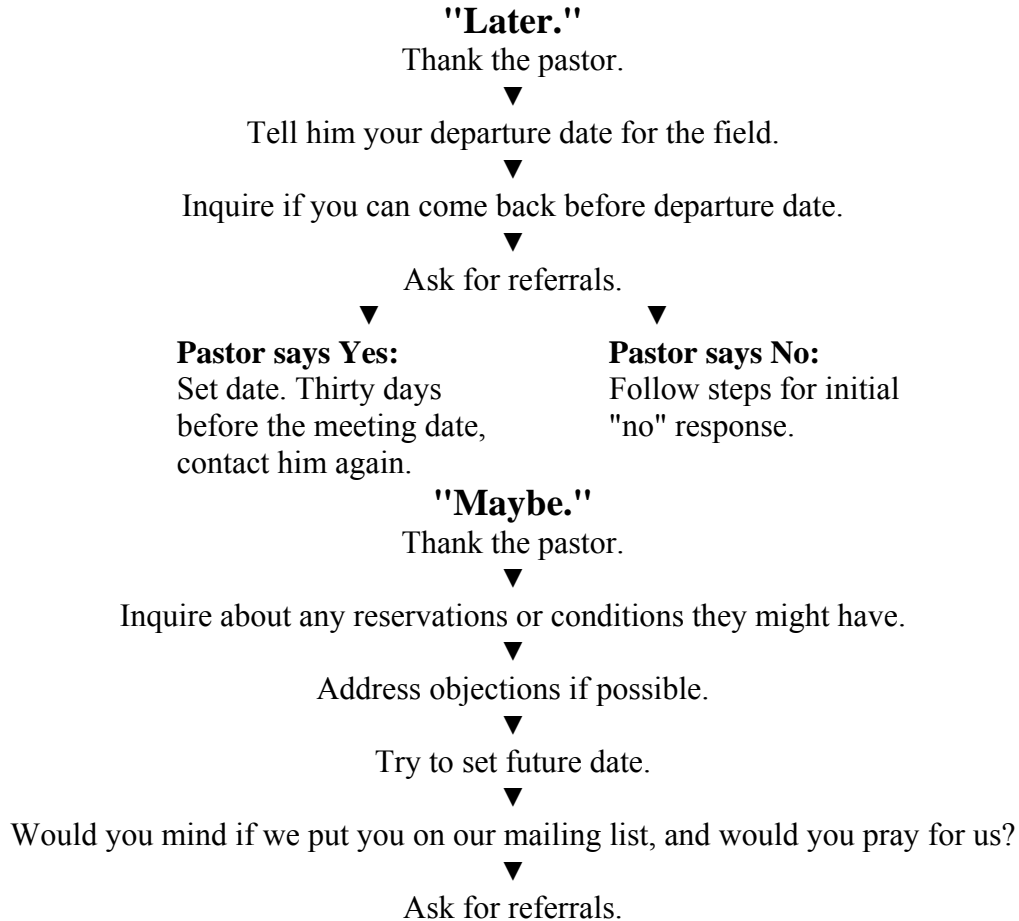 "Later."
Thank the pastor.
▼
Tell him your departure date for the field.
▼
Inquire if you can come back before departure date.
▼
Ask for referrals.
▼ ▼
Pastor says Yes:
Set date. Thirty days
before the meeting date,
contact him again.
Pastor says No:
Follow steps for initial
"no" response.
"Maybe."
Thank the pastor.
▼
Inquire about any reservations or conditions they might have.
▼
Address objections if possible.
▼
Try to set future date.
▼
Would you mind if we put you on our mailing list, and would you pray for us?
▼
Ask for referrals.